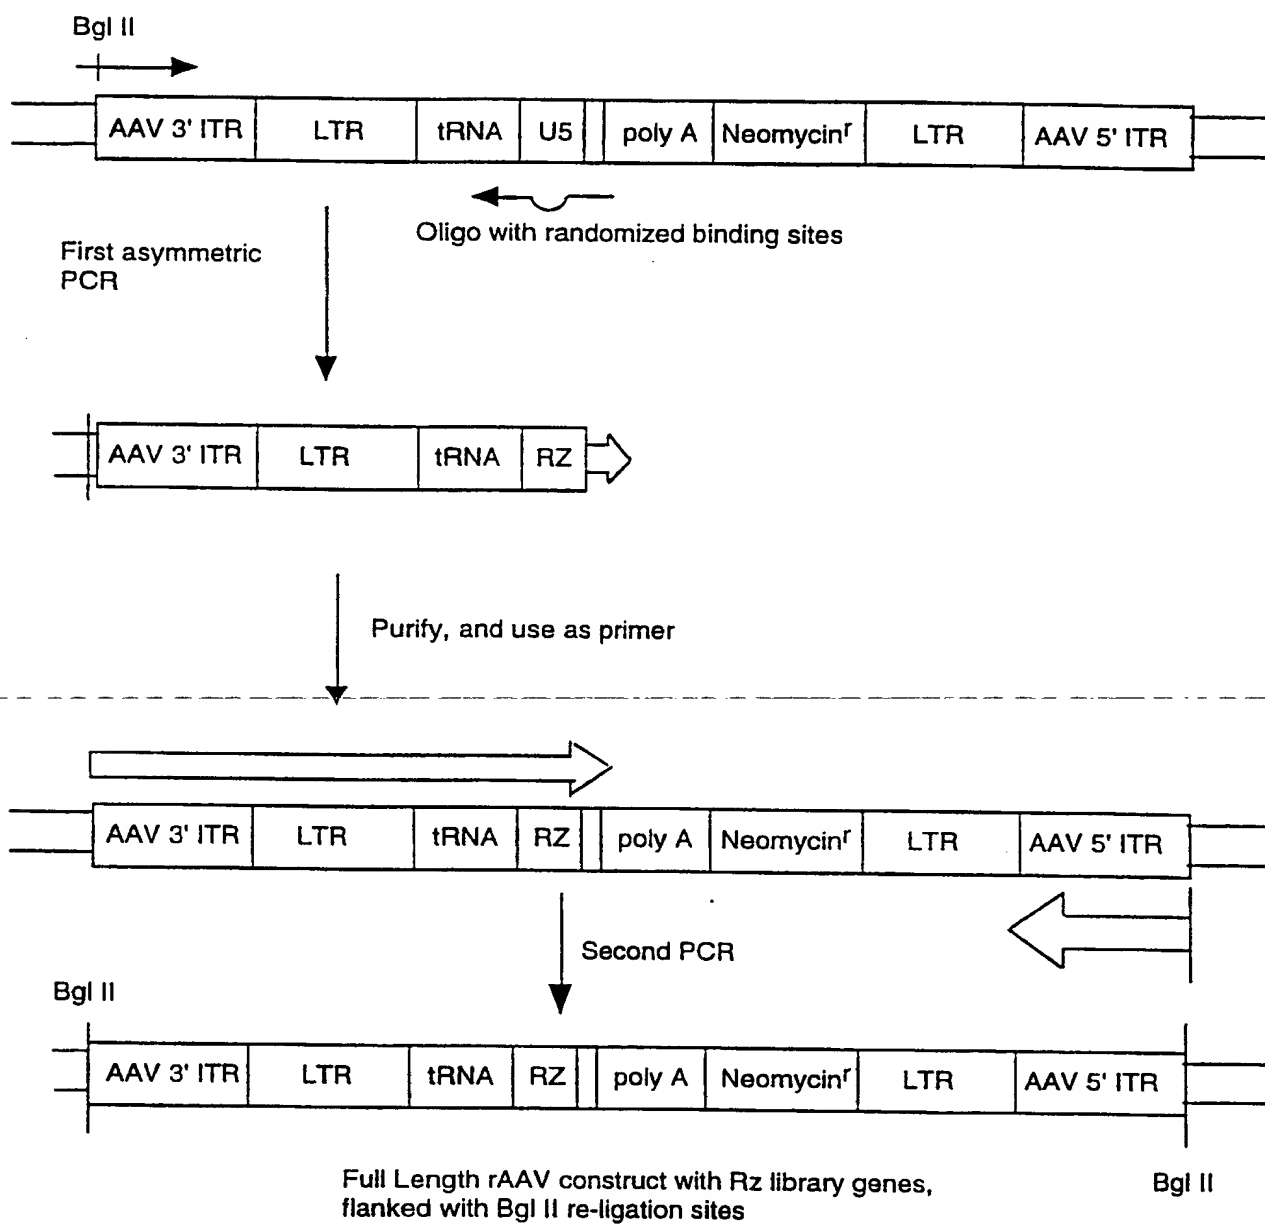 Bgl II
AAV 3' ITR LTR tRNA U5 poly A Neomycinʳ LTR AAV 5' ITR
Oligo with randomized binding sites
First asymmetric
PCR
AAV 3' ITR LTR tRNA RZ
Purify, and use as primer
AAV 3' ITR LTR tRNA RZ poly A Neomycinʳ LTR AAV 5' ITR
Second PCR
Bgl II
AAV 3' ITR LTR tRNA RZ poly A Neomycinʳ LTR AAV 5' ITR
Full Length rAAV construct with Rz library genes,
flanked with Bgl II re-ligation sites
Bgl II